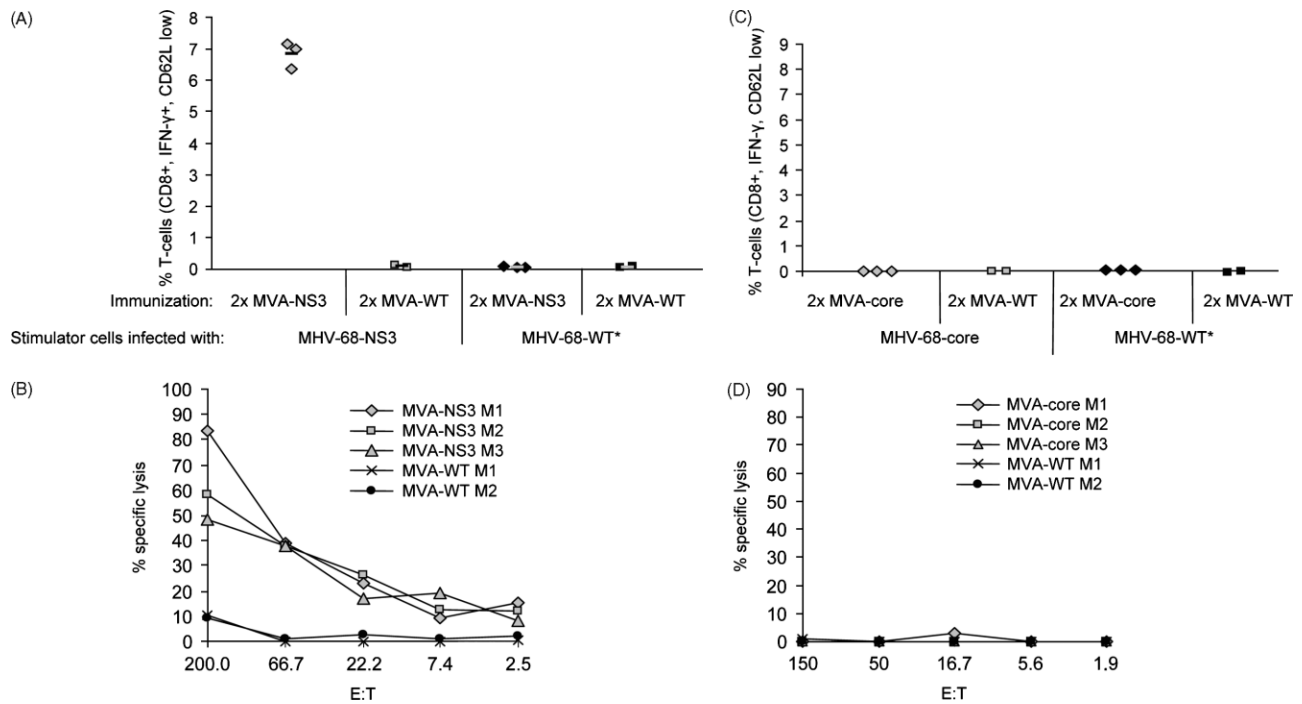 (A)
% T-cells (CD8+, IFN-γ+, CD62L low)
8
7
6
5
4
3
2
1
0
Immunization: 2x MVA-NS3 2x MVA-WT 2x MVA-NS3 2x MVA-WT
Stimulator cells infected with: MHV-68-NS3 MHV-68-WT*
(C)
% T-cells (CD8+, IFN-γ, CD62L low)
9
8
7
6
5
4
3
2
1
0
2x MVA-core 2x MVA-WT 2x MVA-core 2x MVA-WT
MHV-68-core MHV-68-WT*
(B)
% specific lysis
100
90
80
70
60
50
40
30
20
10
0
MVA-NS3 M1
MVA-NS3 M2
MVA-NS3 M3
MVA-WT M1
MVA-WT M2
200.0 66.7 22.2 7.4 2.5
E:T
(D)
% specific lysis
90
80
70
60
50
40
30
20
10
0
MVA-core M1
MVA-core M2
MVA-core M3
MVA-WT M1
MVA-WT M2
150 50 16.7 5.6 1.9
E:T